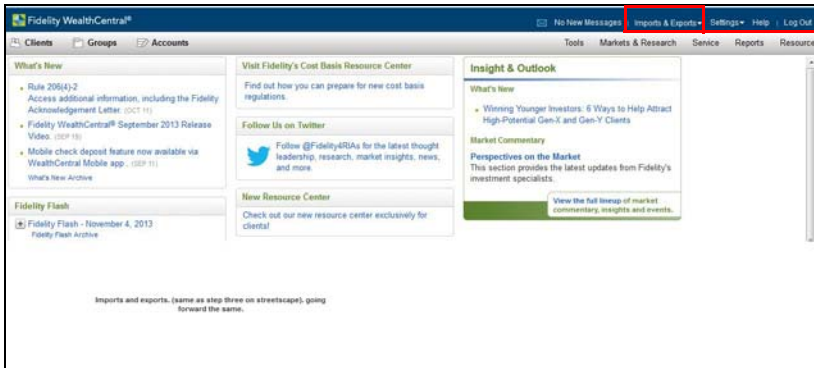 Fidelity WealthCentral®
No New Messages | Imports & Exports Settings Help | Log Out
Clients Groups Accounts
Tools Markets & Research Service Reports Resource
What's New
Rule 206(4)-2
Access additional information, including the Fidelity
Acknowledgement Letter. (OCT 11)
Fidelity WealthCentral® September 2013 Release
Video. (SEP 15)
Mobile check deposit feature now available via
WealthCentral Mobile app . (SEP 11)
What's New Archive
Fidelity Flash
Fidelity Flash - November 4, 2013
Fidelity Flash Archive
Visit Fidelity's Cost Basis Resource Center
Find out how you can prepare for new cost basis
regulations.
Follow Us on Twitter
Follow @Fidelity4RIAs for the latest thought
leadership, research, market insights, news,
and more.
New Resource Center
Check out our new resource center exclusively for
clients!
Insight & Outlook
What's New
Winning Younger Investors: 6 Ways to Help Attract
High-Potential Gen-X and Gen-Y Clients
Market Commentary
Perspectives on the Market
This section provides the latest updates from Fidelity's
investment specialists.
View the full lineup of market
commentary, insights and events.
Imports and exports. (same as step three on streetscape). going
forward the same.